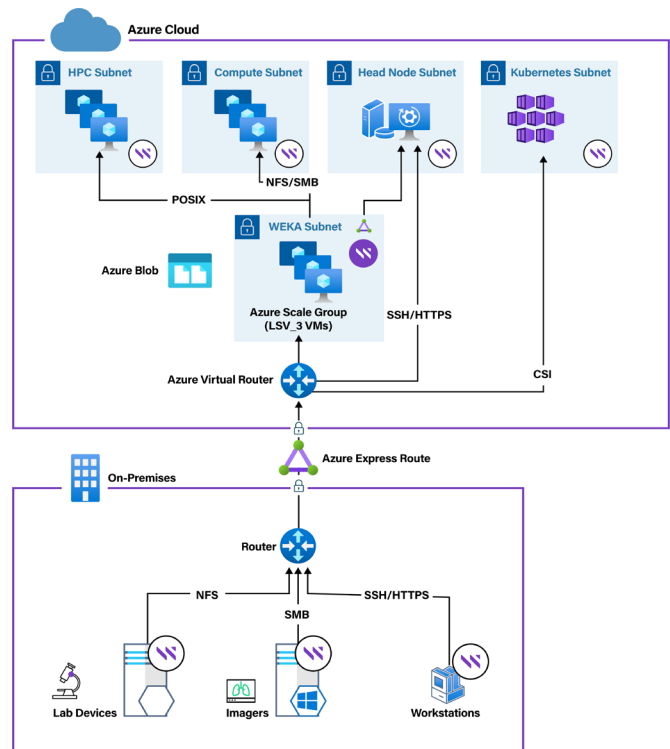 Azure Cloud
HPC Subnet
Compute Subnet
Head Node Subnet
Kubernetes Subnet
NFS/SMB
POSIX
WEKA Subnet
Azure Blob
Azure Scale Group
(LSV_3 VMs)
SSH/HTTPS
Azure Virtual Router
CSI
Azure Express Route
On-Premises
Router
NFS
SSH/HTTPS
SMB
Lab Devices
Imagers
Workstations